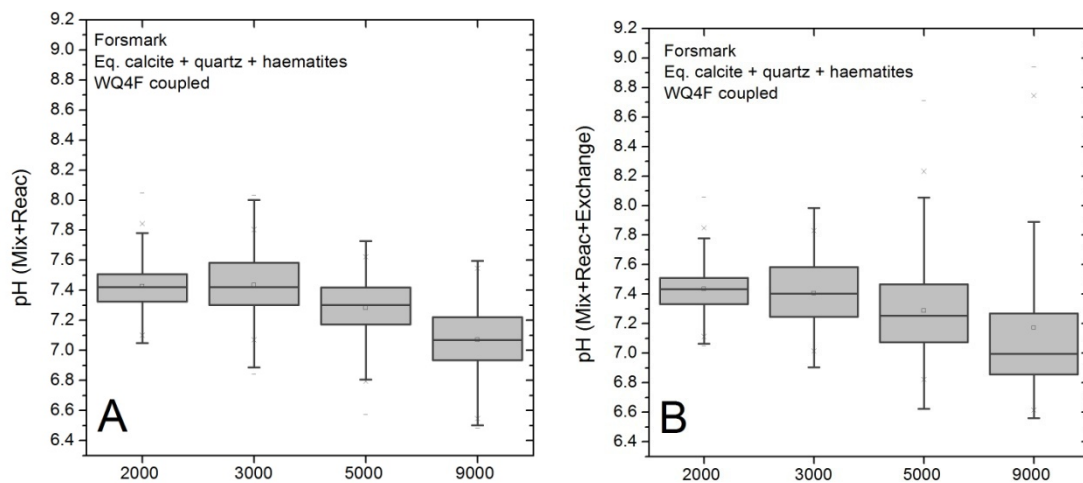 Forsmark
Eq. calcite + quartz + haematites
WQ4F coupled
pH (Mix+Reac)
9.2
9.0
8.8
8.6
8.4
8.2
8.0
7.8
7.6
7.4
7.2
7.0
6.8
6.6
6.4
A
2000 3000 5000 9000
Forsmark
Eq. calcite + quartz + haematites
WQ4F coupled
pH (Mix+Reac+Exchange)
9.2
9.0
8.8
8.6
8.4
8.2
8.0
7.8
7.6
7.4
7.2
7.0
6.8
6.6
6.4
B
2000 3000 5000 9000